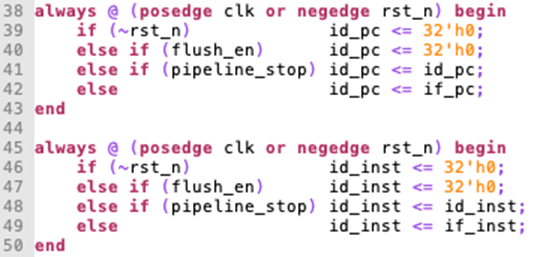 38 always @ (posedge clk or negedge rst_n) begin
39     if (~rst_n)             id_pc <= 32'h0;
40     else if (flush_en)      id_pc <= 32'h0;
41     else if (pipeline_stop) id_pc <= id_pc;
42     else                    id_pc <= if_pc;
43 end
44
45 always @ (posedge clk or negedge rst_n) begin
46     if (~rst_n)             id_inst <= 32'h0;
47     else if (flush_en)      id_inst <= 32'h0;
48     else if (pipeline_stop) id_inst <= id_inst;
49     else                    id_inst <= if_inst;
50 end